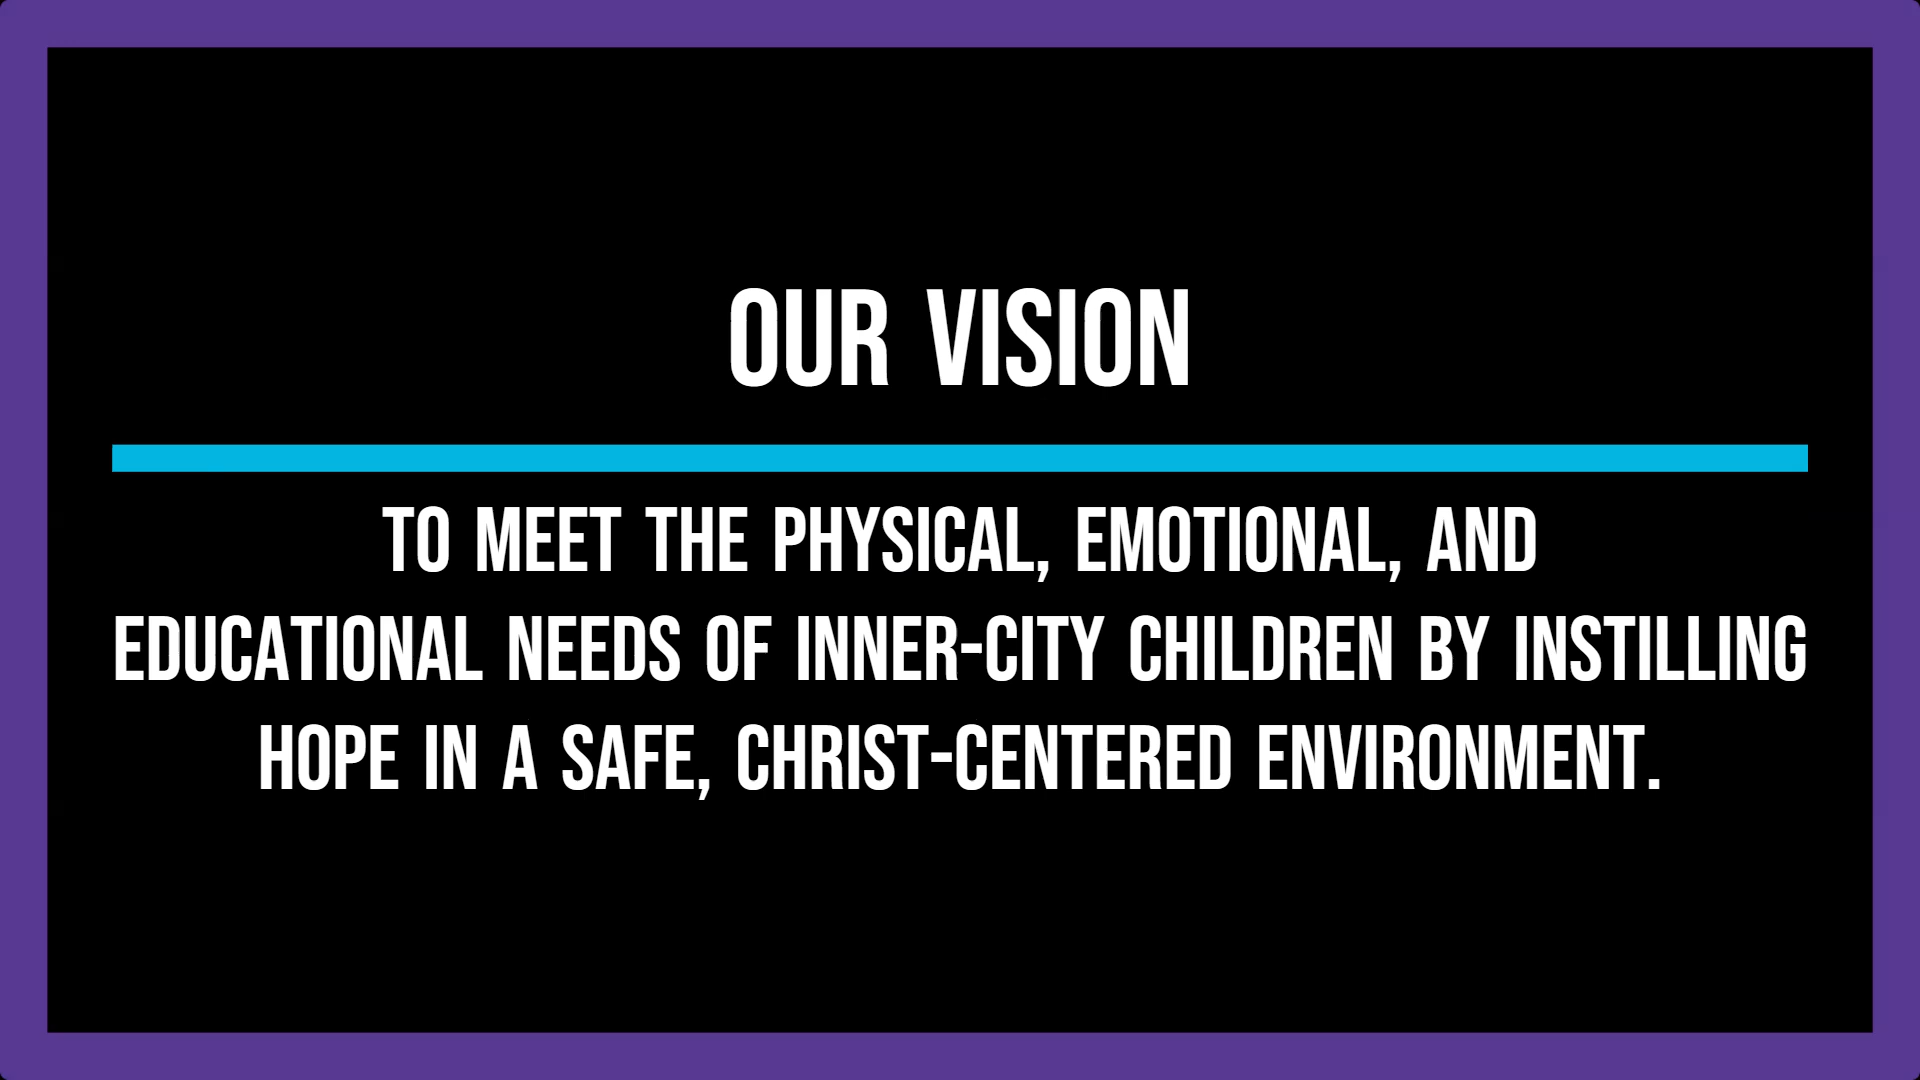 OUR VISION
TO MEET THE PHYSICAL, EMOTIONAL, AND
EDUCATIONAL NEEDS OF INNER-CITY CHILDREN BY INSTILLING
HOPE IN A SAFE, CHRIST-CENTERED ENVIRONMENT.